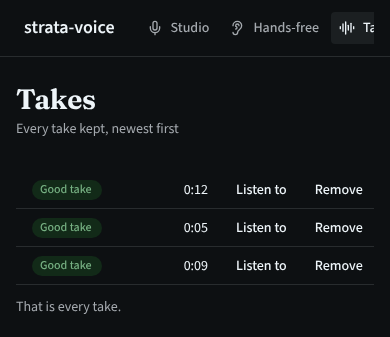 strata-voice Studio Hands-free Ta
Takes
Every take kept, newest first
Good take 0:12 Listen to Remove
Good take 0:05 Listen to Remove
Good take 0:09 Listen to Remove
That is every take.